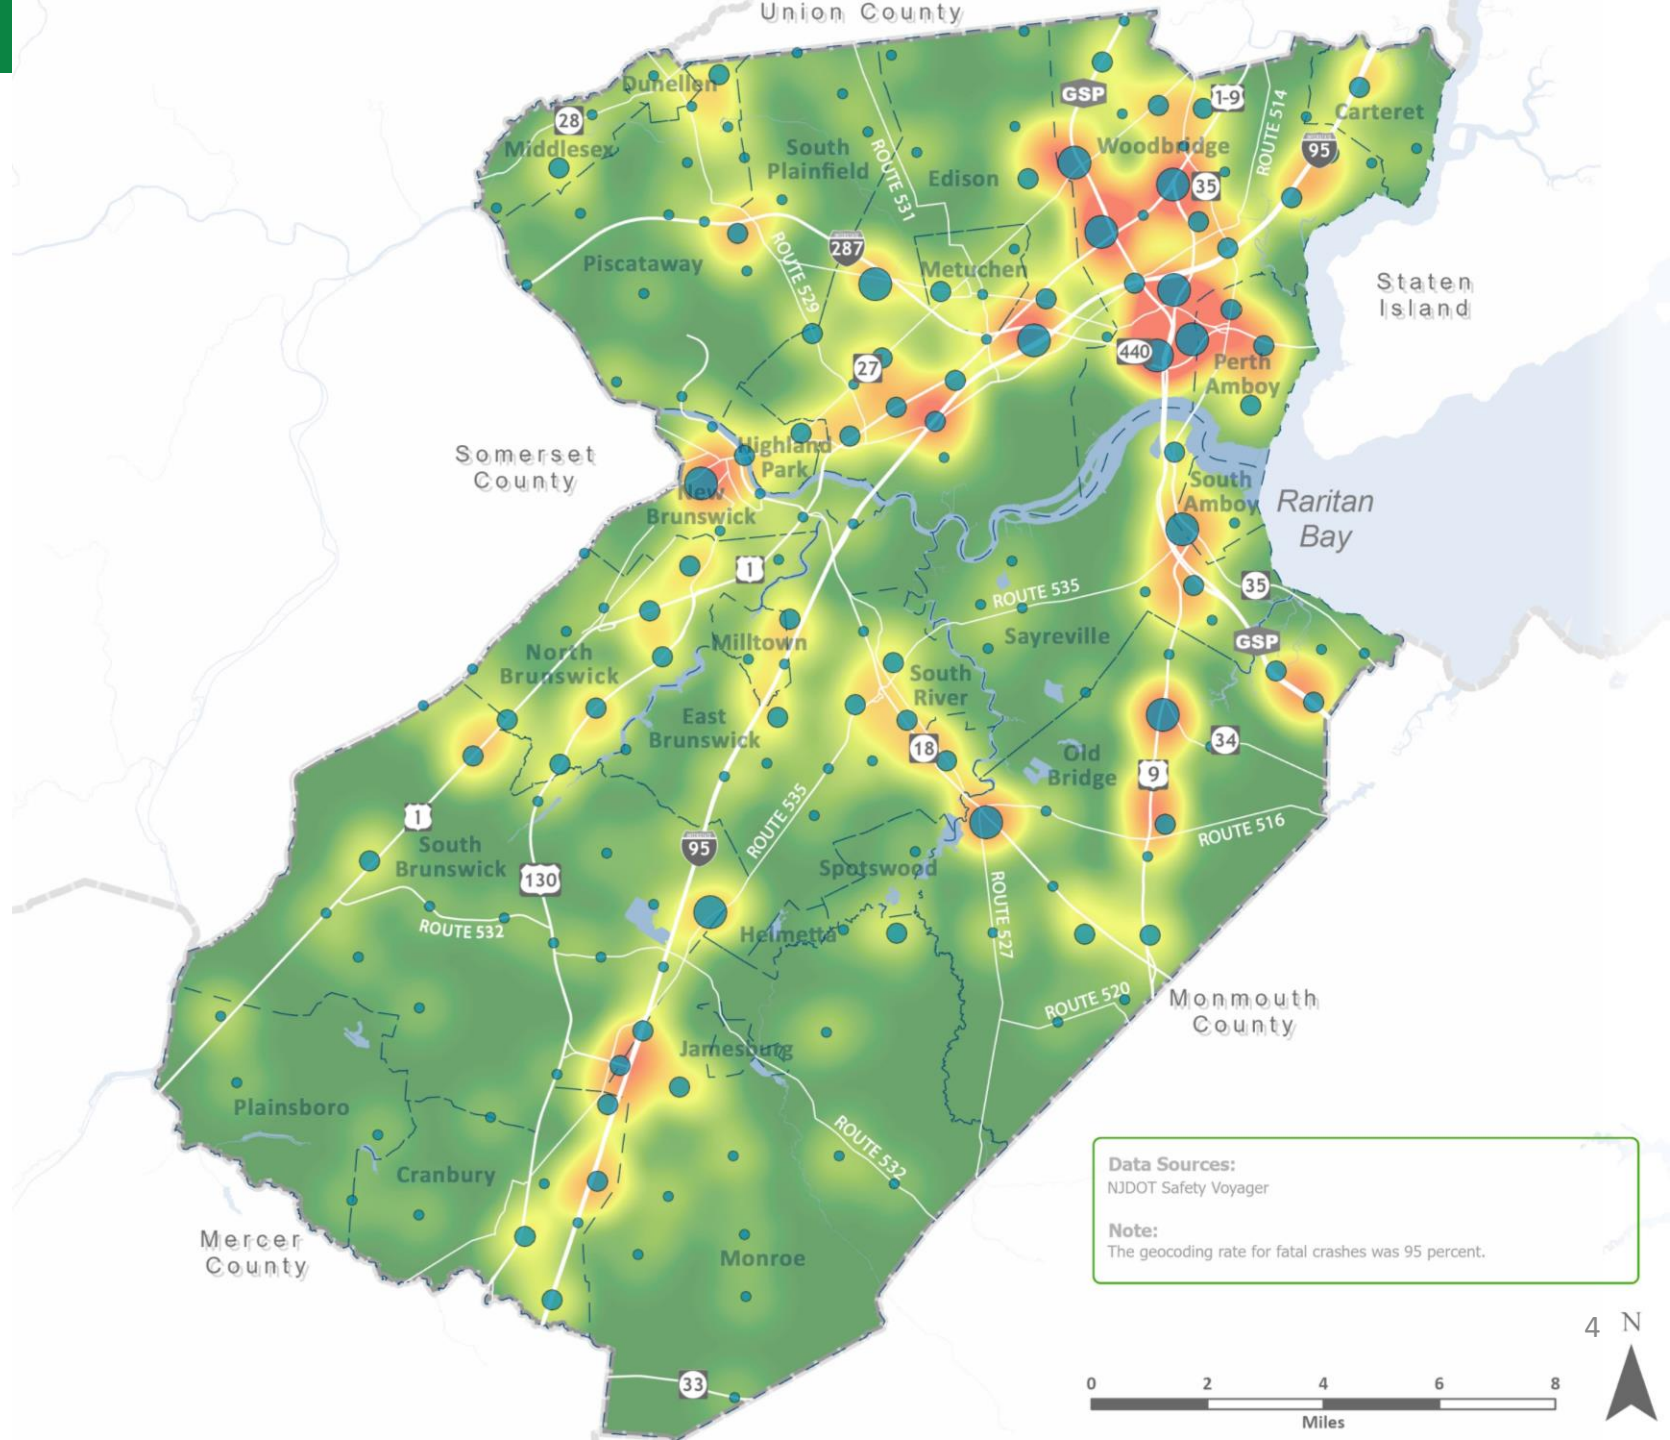 Union County
Dunellen
28
Middlesex
South
Plainfield
ROUTE 531
Edison
GSP
Woodbridge
1-9
ROUTE 514
Carteret
95
35
287
Metuchen
Piscataway
ROUTE 529
Staten
Island
27
440
Perth
Amboy
Highland
Park
Somerset
County
New
Brunswick
South
Amboy
Raritan
Bay
1
ROUTE 535
35
Sayreville
GSP
Milltown
North
Brunswick
South
River
East
Brunswick
18
Old
Bridge
34
9
1
ROUTE 535
ROUTE 516
South
Brunswick
95
130
Spotswood
ROUTE 532
Helmetta
ROUTE 527
ROUTE 520
Monmouth
County
Jamesburg
Plainsboro
ROUTE 532
Cranbury
Mercer
County
Monroe
33
Data Sources:
NJDOT Safety Voyager
Note:
The geocoding rate for fatal crashes was 95 percent.
4
N
0 2 4 6 8
Miles